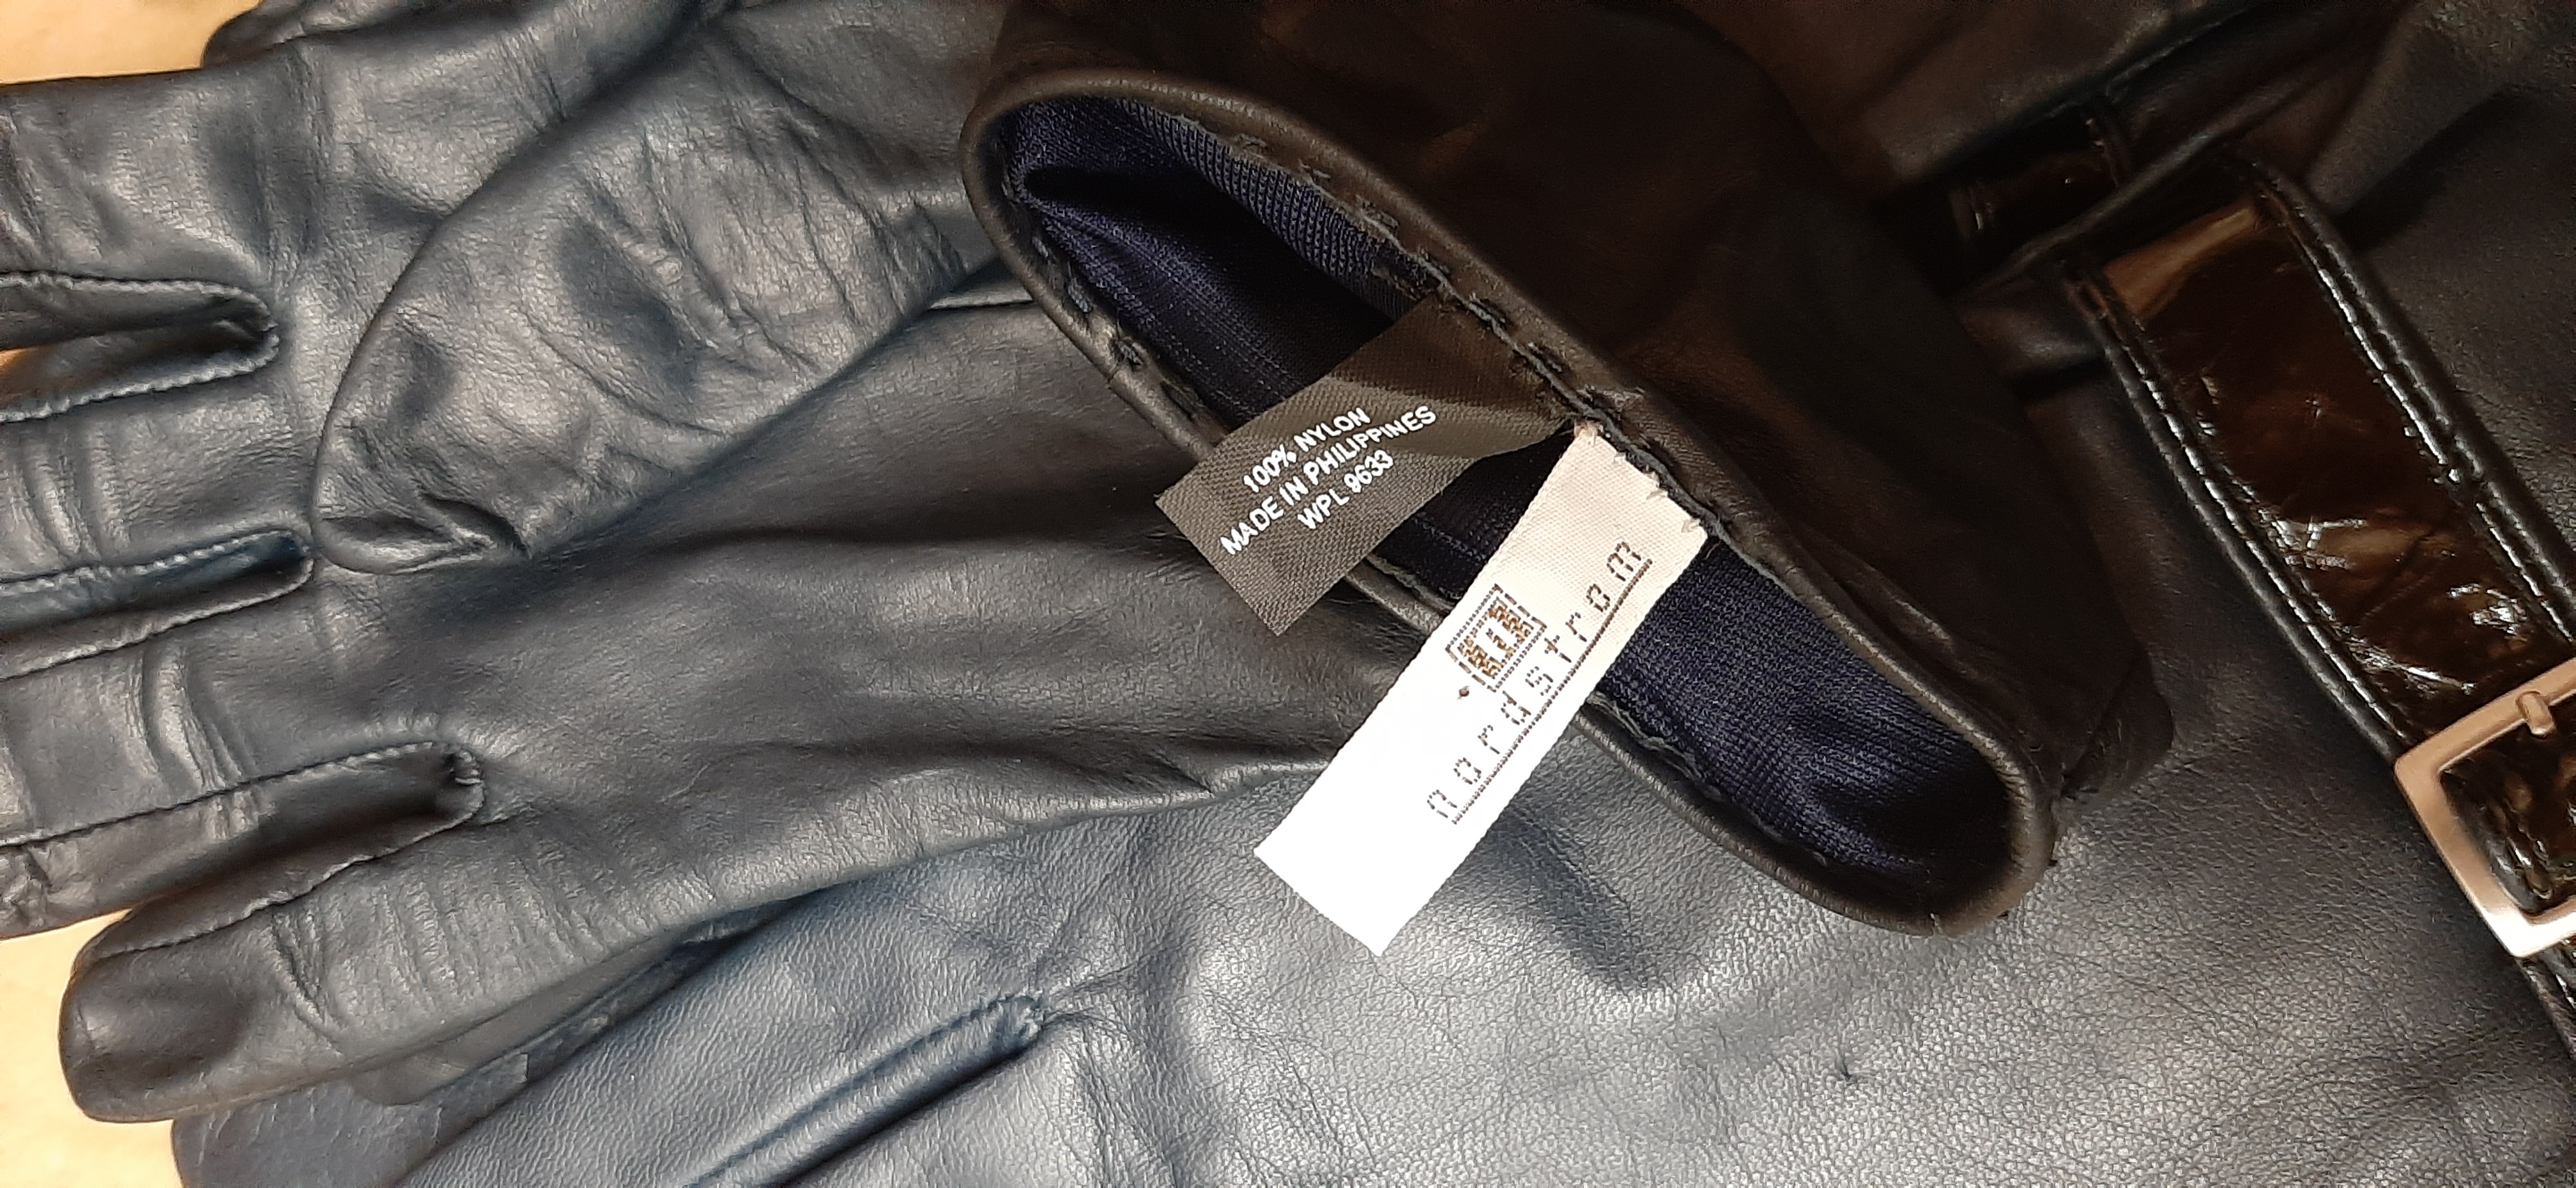 100% NYLON
MADE IN PHILIPPINES
WPL 9633
nordstrom